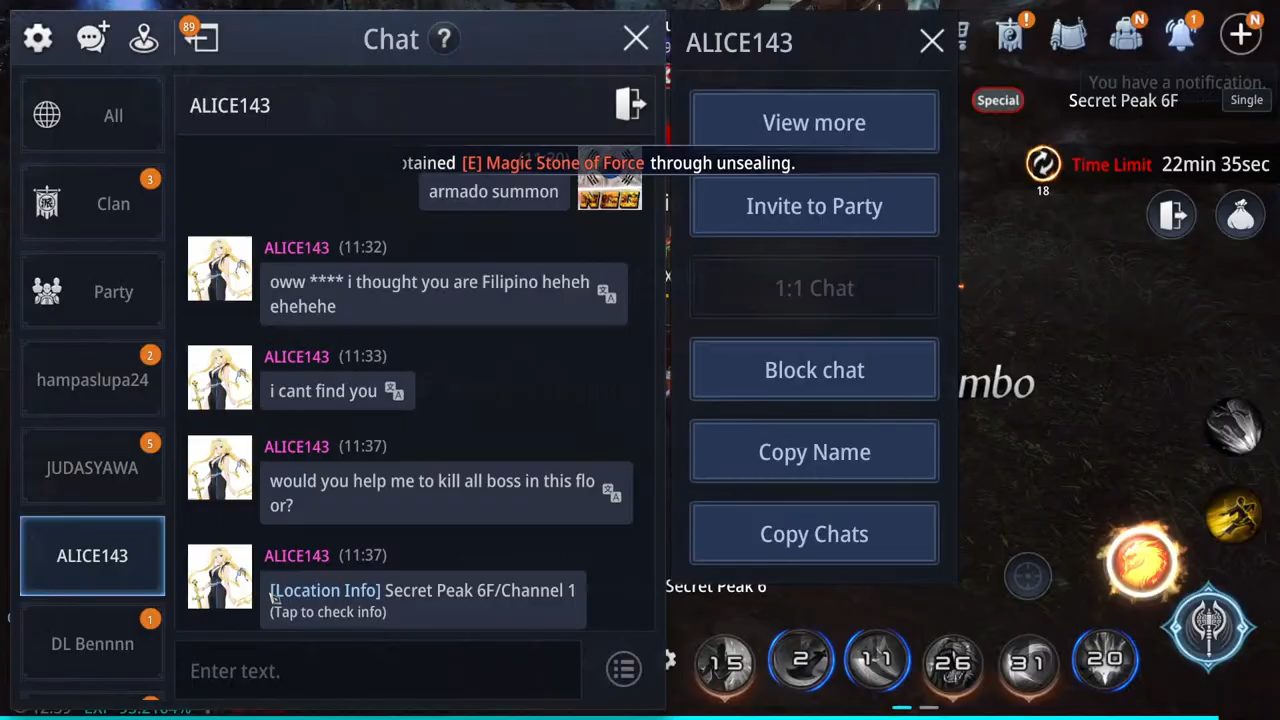 89
Chat ?
ALICE143
You have a notification.
Special
Secret Peak 6F
Single
Time Limit 22min 35sec
18
N
N
1
All
Clan
3
Party
hampaslupa24
2
JUDASYAWA
5
ALICE143
DL Bennnn
1
ALICE143
otained [E] Magic Stone of Force through unsealing.
armado summon
ALICE143 (11:32)
oww **** i thought you are Filipino heheh
ehehehe
ALICE143 (11:33)
i cant find you
ALICE143 (11:37)
would you help me to kill all boss in this flo
or?
ALICE143 (11:37)
[Location Info] Secret Peak 6F/Channel 1
(Tap to check info)
Enter text.
View more
Invite to Party
1:1 Chat
Block chat
Copy Name
Copy Chats
mbo
Secret Peak 6
15
2
11
26
31
20